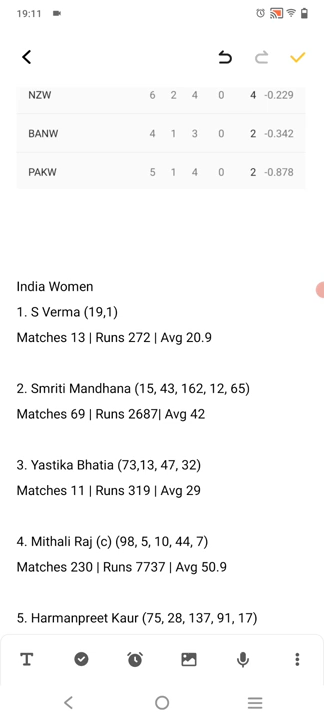 19:11
NZW 6 2 4 0 4 -0.229
BANW 4 1 3 0 2 -0.342
PAKW 5 1 4 0 2 -0.878
India Women
1. S Verma (19,1)
Matches 13 | Runs 272 | Avg 20.9
2. Smriti Mandhana (15, 43, 162, 12, 65)
Matches 69 | Runs 2687| Avg 42
3. Yastika Bhatia (73,13, 47, 32)
Matches 11 | Runs 319 | Avg 29
4. Mithali Raj (c) (98, 5, 10, 44, 7)
Matches 230 | Runs 7737 | Avg 50.9
5. Harmanpreet Kaur (75, 28, 137, 91, 17)
T